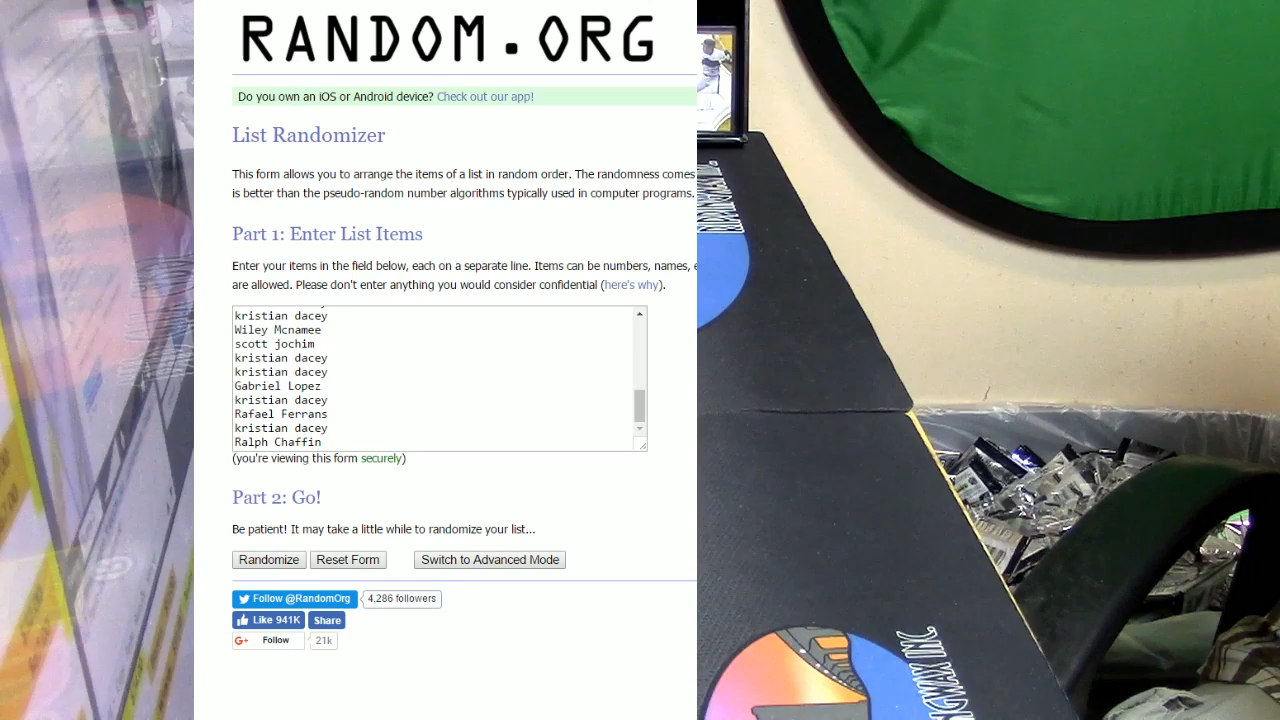 RANDOM.ORG
Do you own an iOS or Android device? Check out our app!
List Randomizer
This form allows you to arrange the items of a list in random order. The randomness comes
is better than the pseudo-random number algorithms typically used in computer programs.
Part 1: Enter List Items
Enter your items in the field below, each on a separate line. Items can be numbers, names, e
are allowed. Please don't enter anything you would consider confidential (here's why).
kristian dacey
Wiley Mcnamee
scott jochim
kristian dacey
kristian dacey
Gabriel Lopez
kristian dacey
Rafael Ferrans
kristian dacey
Ralph Chaffin
(you're viewing this form securely)
Part 2: Go!
Be patient! It may take a little while to randomize your list...
Randomize Reset Form Switch to Advanced Mode
Follow @RandomOrg 4,286 followers
Like 941K Share
G+ Follow 21k
GWAX INC.